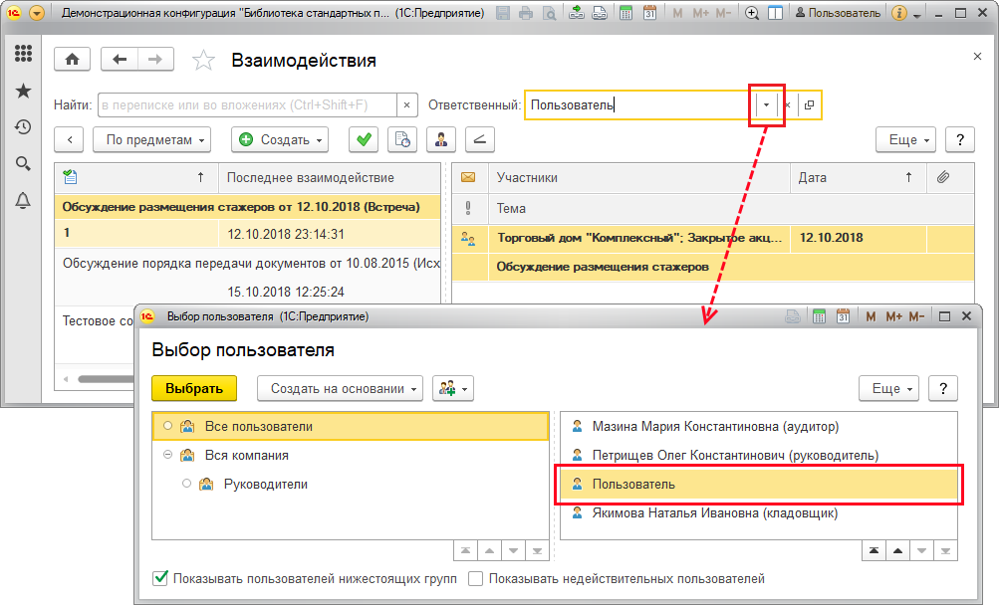 Демонстрационная конфигурация "Библиотека стандартных п... (1С:Предприятие) M M+ M- Пользователь
Взаимодействия
Найти: в переписке или во вложениях (Ctrl+Shift+F) × Ответственный: Пользователь
По предметам Создать Еще ?
Последнее взаимодействие Участники Дата
Тема
Обсуждение размещения стажеров от 12.10.2018 (Встреча)
1 12.10.2018 23:14:31
Торговый дом "Комплексный"; Закрытое акц... 12.10.2018
Обсуждение размещения стажеров
Обсуждение порядка передачи документов от 10.08.2015 (Исх
15.10.2018 12:25:24
Тестовое со
1С Выбор пользователя (1С:Предприятие) 31 M M+ M-
Выбор пользователя
Выбрать Создать на основании Еще ?
Все пользователи
Вся компания
Руководители
Мазина Мария Константиновна (аудитор)
Петрищев Олег Константинович (руководитель)
Пользователь
Якимова Наталья Ивановна (кладовщик)
Показывать пользователей нижестоящих групп Показывать недействительных пользователей